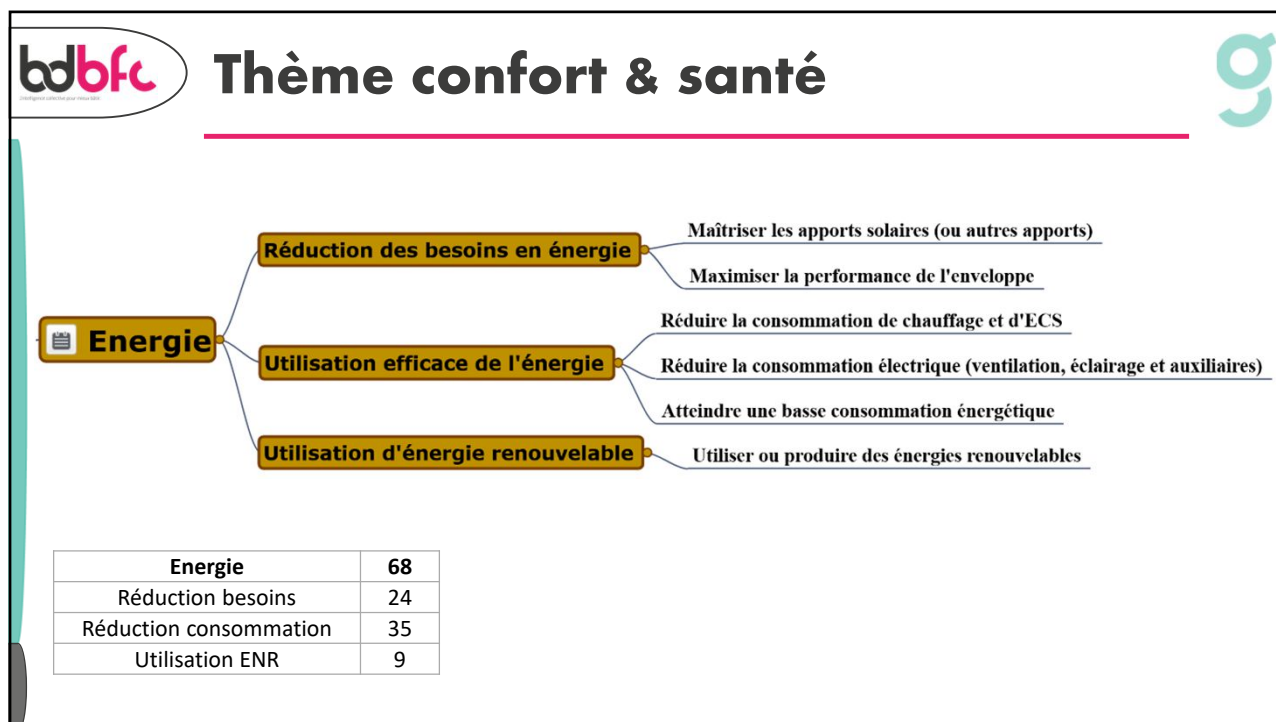 bdbfc
Thème confort & santé
g
Réduction des besoins en énergie
Maîtriser les apports solaires (ou autres apports)
Maximiser la performance de l'enveloppe
Energie
Utilisation efficace de l'énergie
Réduire la consommation de chauffage et d'ECS
Réduire la consommation électrique (ventilation, éclairage et auxiliaires)
Atteindre une basse consommation énergétique
Utilisation d'énergie renouvelable
Utiliser ou produire des énergies renouvelables
Energie 68
Réduction besoins 24
Réduction consommation 35
Utilisation ENR 9